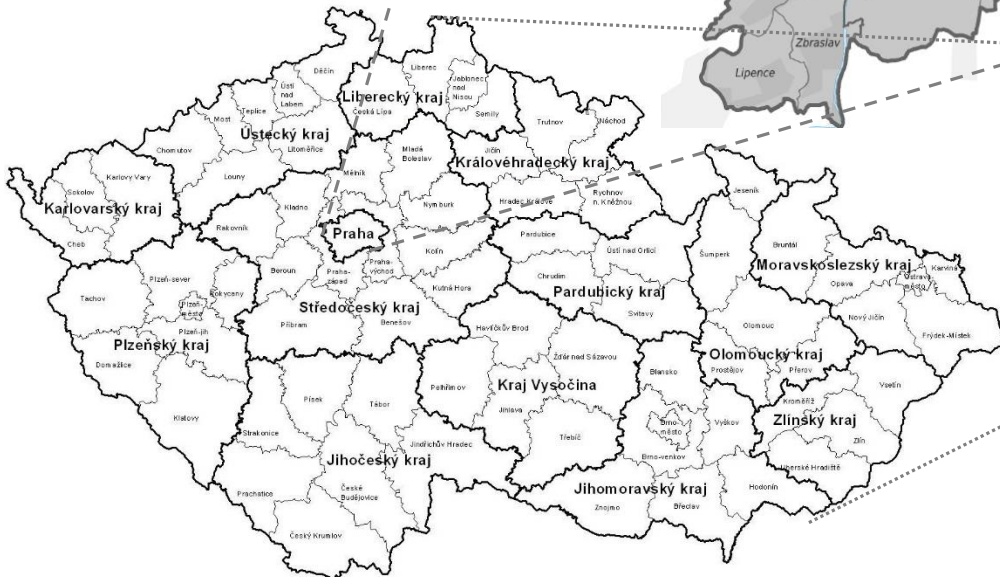 Zbraslav
Lipence
Děčín
Liberec
Ústí
nad
Labem
Jablonec
nad
Nisou
Liberecký kraj
Teplice
Česká Lípa
Semily
Most
Ústecký kraj
Trutnov
Náchod
Chomutov
Litoměřice
Mladá
Boleslav
Jičín
Královéhradecký kraj
Louny
Mělník
Karlovy Vary
Sokolov
Jeseník
Rychnov
n. Kněžnou
Hradec Králové
Nymburk
Karlovarský kraj
Kladno
Rakovník
Praha
Pardubice
Cheb
Ústí nad Orlicí
Bruntál
Kolín
Šumperk
Moravskoslezský kraj
Karviná
Ostrava
město
Praha-
východ
Praha-
západ
Beroun
Plzeň-sever
Chrudim
Opava
Kutná Hora
Pardubický kraj
Tachov
Rokycany
Středočeský kraj
Plzeň-
město
Svitavy
Nový Jičín
Příbram
Benešov
Olomouc
Havlíčkův Brod
Plzeň-jih
Frýdek-Místek
Plzeňský kraj
Olomoucký kraj
Žďár nad Sázavou
Domažlice
Prostějov
Přerov
Blansko
Pelhřimov
Kraj Vysočina
Vsetín
Písek
Tábor
Kroměříž
Jihlava
Klatovy
Zlínský kraj
Brno-
město
Vyškov
Strakonice
Třebíč
Zlín
Jindřichův Hradec
Brno-venkov
Jihočeský kraj
Uherské Hradiště
České
Budějovice
Jihomoravský kraj
Hodonín
Prachatice
Znojmo
Břeclav
Český Krumlov